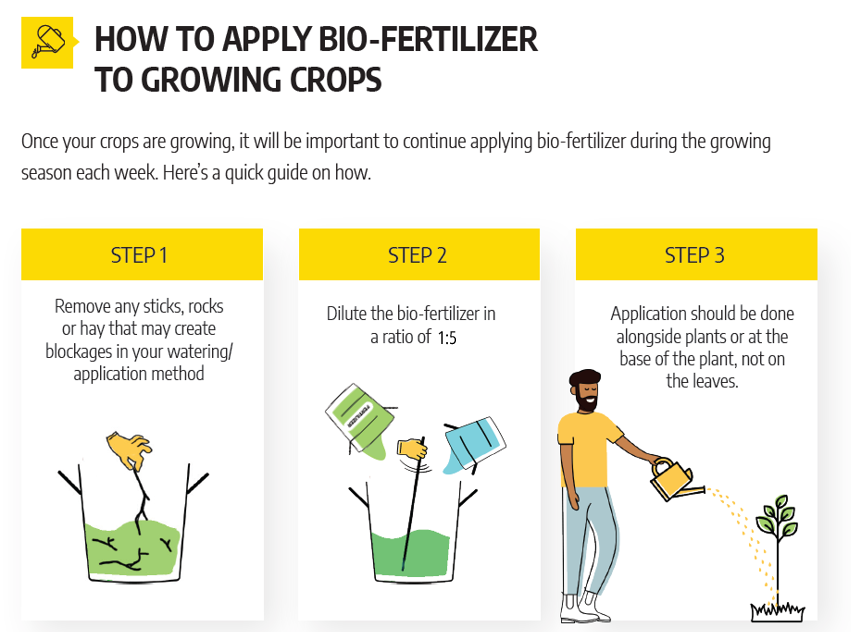 HOW TO APPLY BIO-FERTILIZER
TO GROWING CROPS
Once your crops are growing, it will be important to continue applying bio-fertilizer during the growing
season each week. Here's a quick guide on how.
STEP 1
Remove any sticks, rocks
or hay that may create
blockages in your watering/
application method
STEP 2
Dilute the bio-fertilizer in
a ratio of 1:5
FERTILIZER
STEP 3
Application should be done
alongside plants or at the
base of the plant, not on
the leaves.